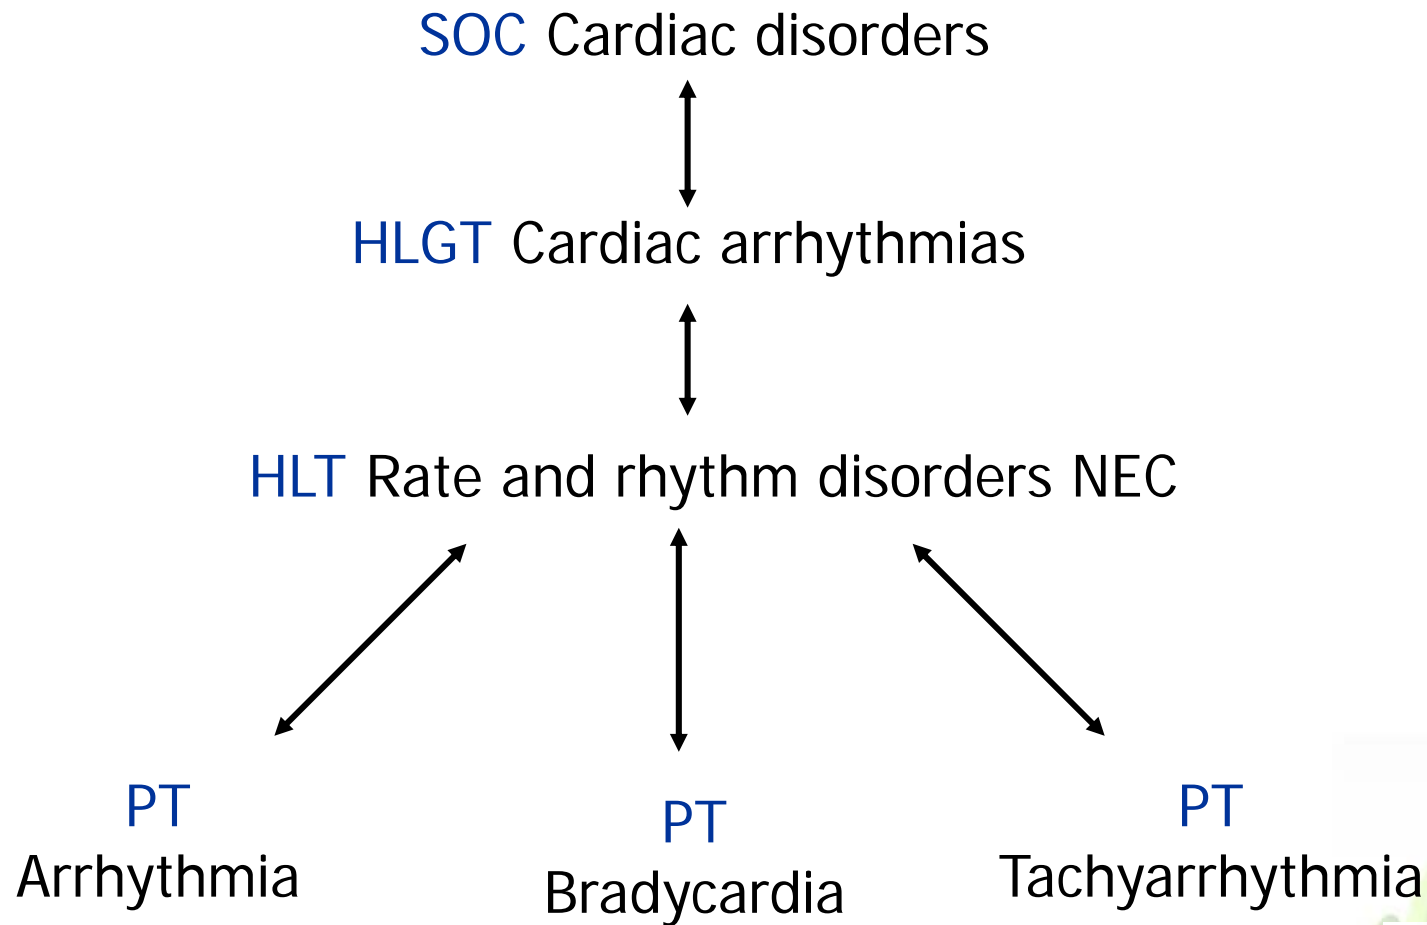 SOC Cardiac disorders
HLGT Cardiac arrhythmias
HLT Rate and rhythm disorders NEC
PT
Arrhythmia
PT
Bradycardia
PT
Tachyarrhythmia